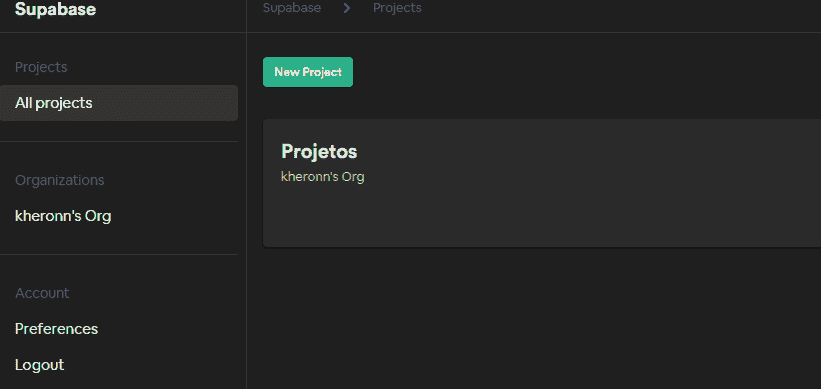 Supabase
Projects
All projects
Organizations
kheronn's Org
Account
Preferences
Logout
Supabase > Projects
New Project
Projetos
kheronn's Org